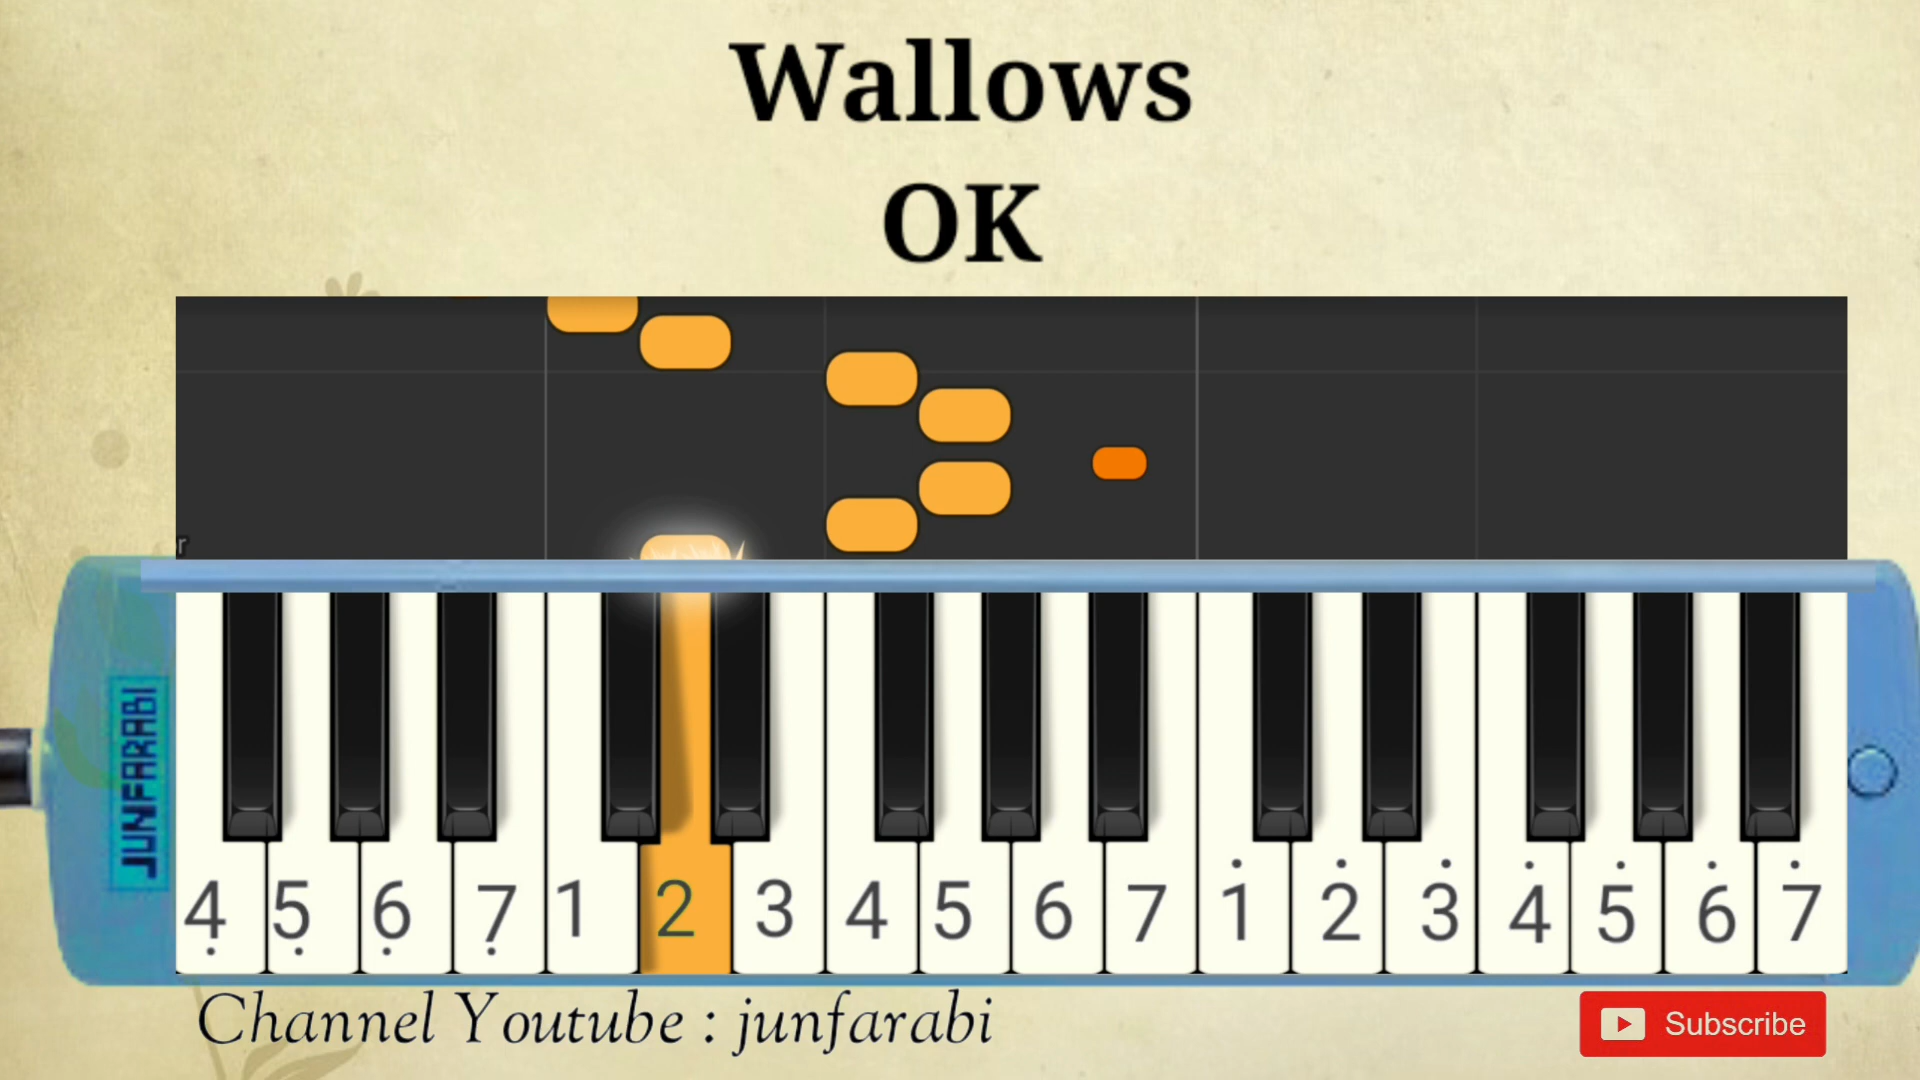 Wallows
OK
r
JUNFARABI
4̣ 5̣ 6̣ 7̣ 1 2 3 4 5 6 7 1̇ 2̇ 3̇ 4̇ 5̇ 6̇ 7̇
Channel Youtube : junfarabi
Subscribe